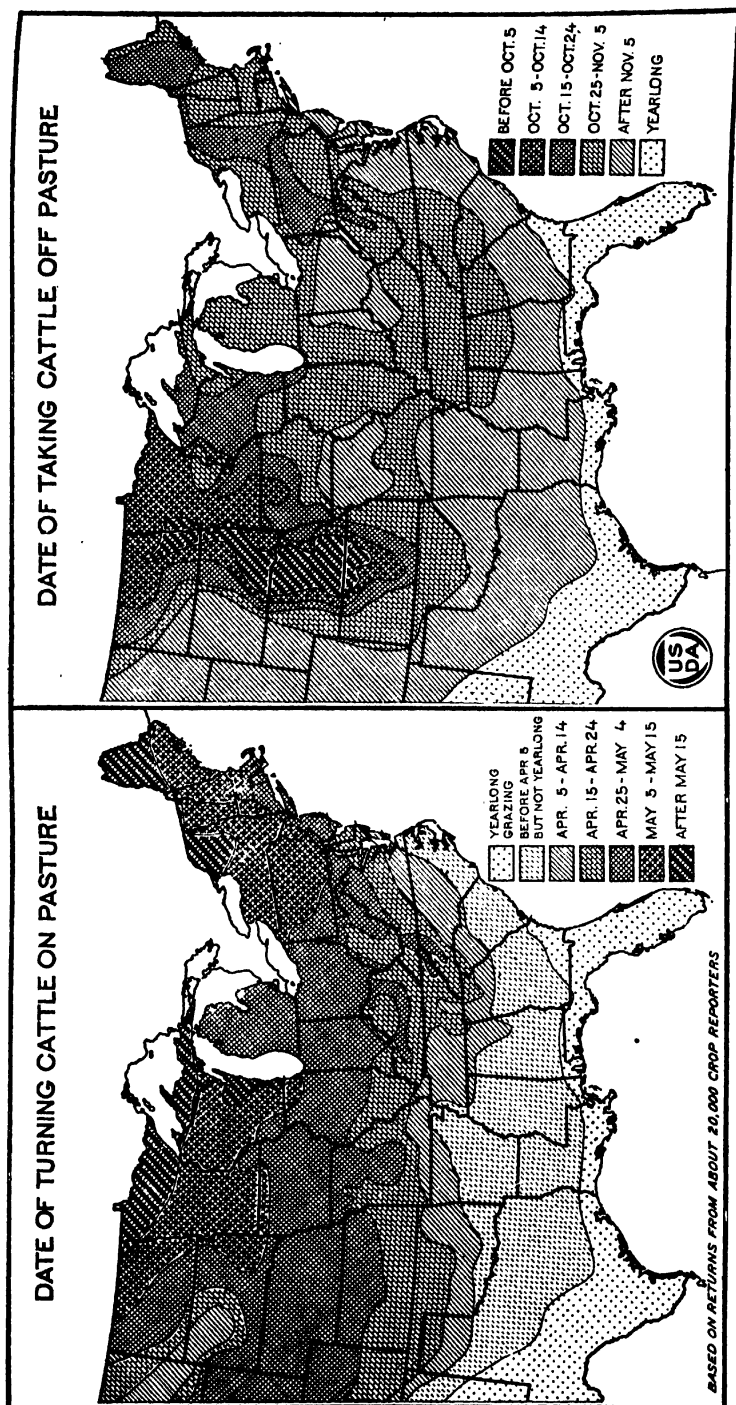 DATE OF TURNING CATTLE ON PASTURE
YEARLONG
GRAZING
BEFORE APR 5
BUT NOT YEARLONG
APR. 5 - APR. 14
APR. 15 - APR. 24
APR. 25 - MAY 4
MAY 5 - MAY 15
AFTER MAY 15
BASED ON RETURNS FROM ABOUT 20,000 CROP REPORTERS
DATE OF TAKING CATTLE OFF PASTURE
BEFORE OCT. 5
OCT. 5 - OCT. 14
OCT. 15 - OCT. 24
OCT. 25 - NOV. 5
AFTER NOV. 5
YEARLONG
US
DA